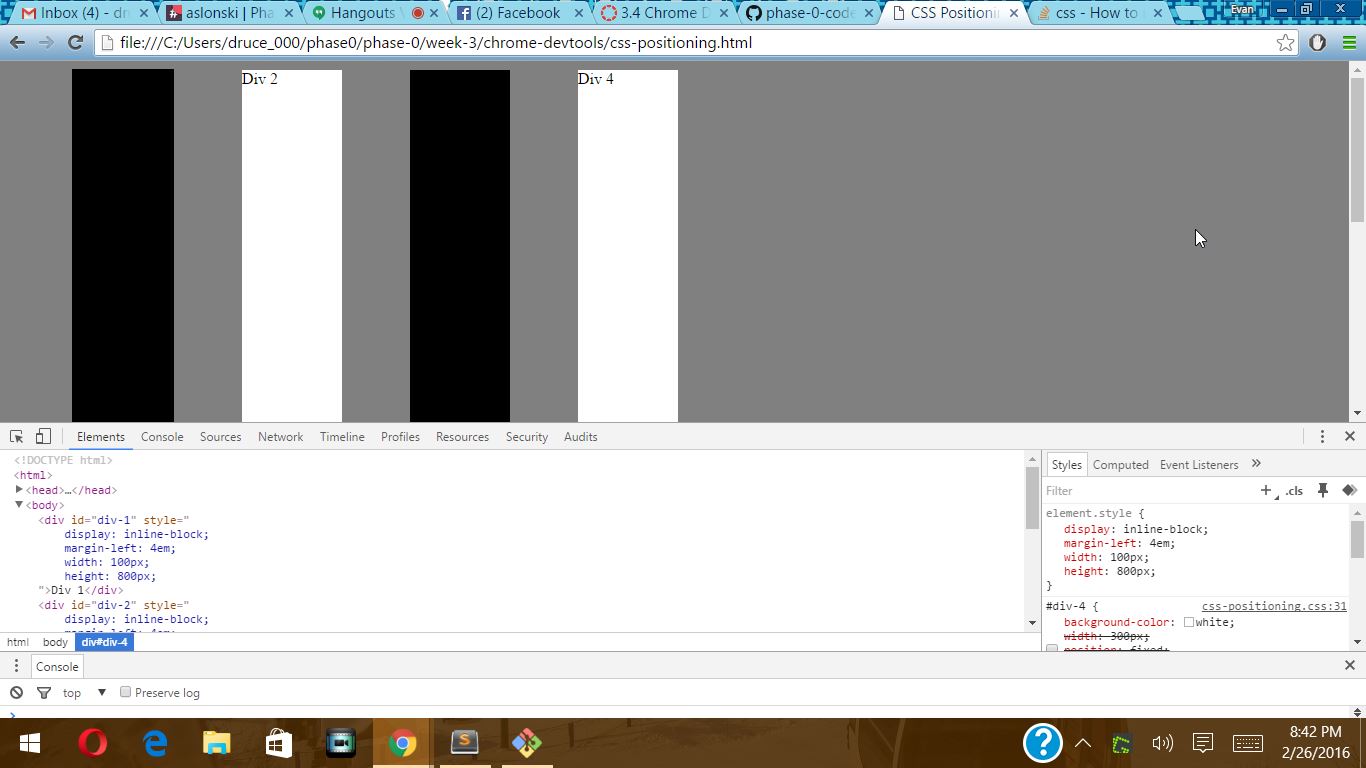 Inbox (4) - dr
aslonski | Pha
Hangouts
(2) Facebook
3.4 Chrome D
phase-0-code
CSS Positionin
css - How to
Evan
file:///C:/Users/druce_000/phase0/phase-0/week-3/chrome-devtools/css-positioning.html
Div 2
Div 4
Elements Console Sources Network Timeline Profiles Resources Security Audits
<!DOCTYPE html>
<html>
<head>…</head>
<body>
<div id="div-1" style="
display: inline-block;
margin-left: 4em;
width: 100px;
height: 800px;
">Div 1</div>
<div id="div-2" style="
display: inline-block;
margin-left: 4em;
html body div#div-4
Styles Computed Event Listeners »
Filter
+ .cls
element.style {
display: inline-block;
margin-left: 4em;
width: 100px;
height: 800px;
}
#div-4 { css-positioning.css:31
background-color: white;
width: 300px;
position: fixed;
Console
top
Preserve log
>
8:42 PM
2/26/2016